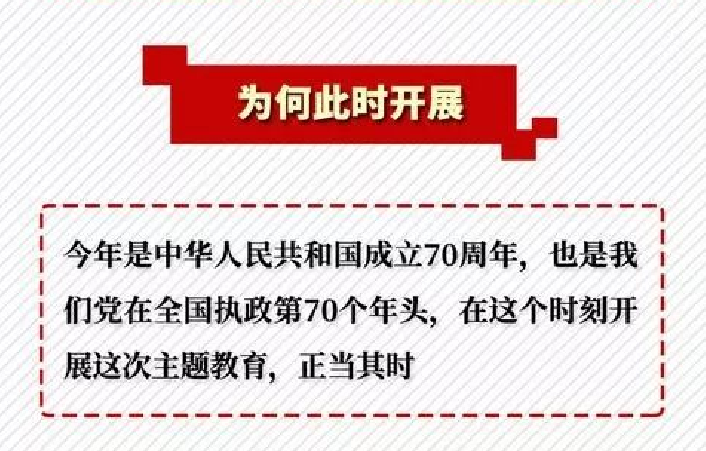 为何此时开展
今年是中华人民共和国成立70周年，也是我
们党在全国执政第70个年头，在这个时刻开
展这次主题教育，正当其时